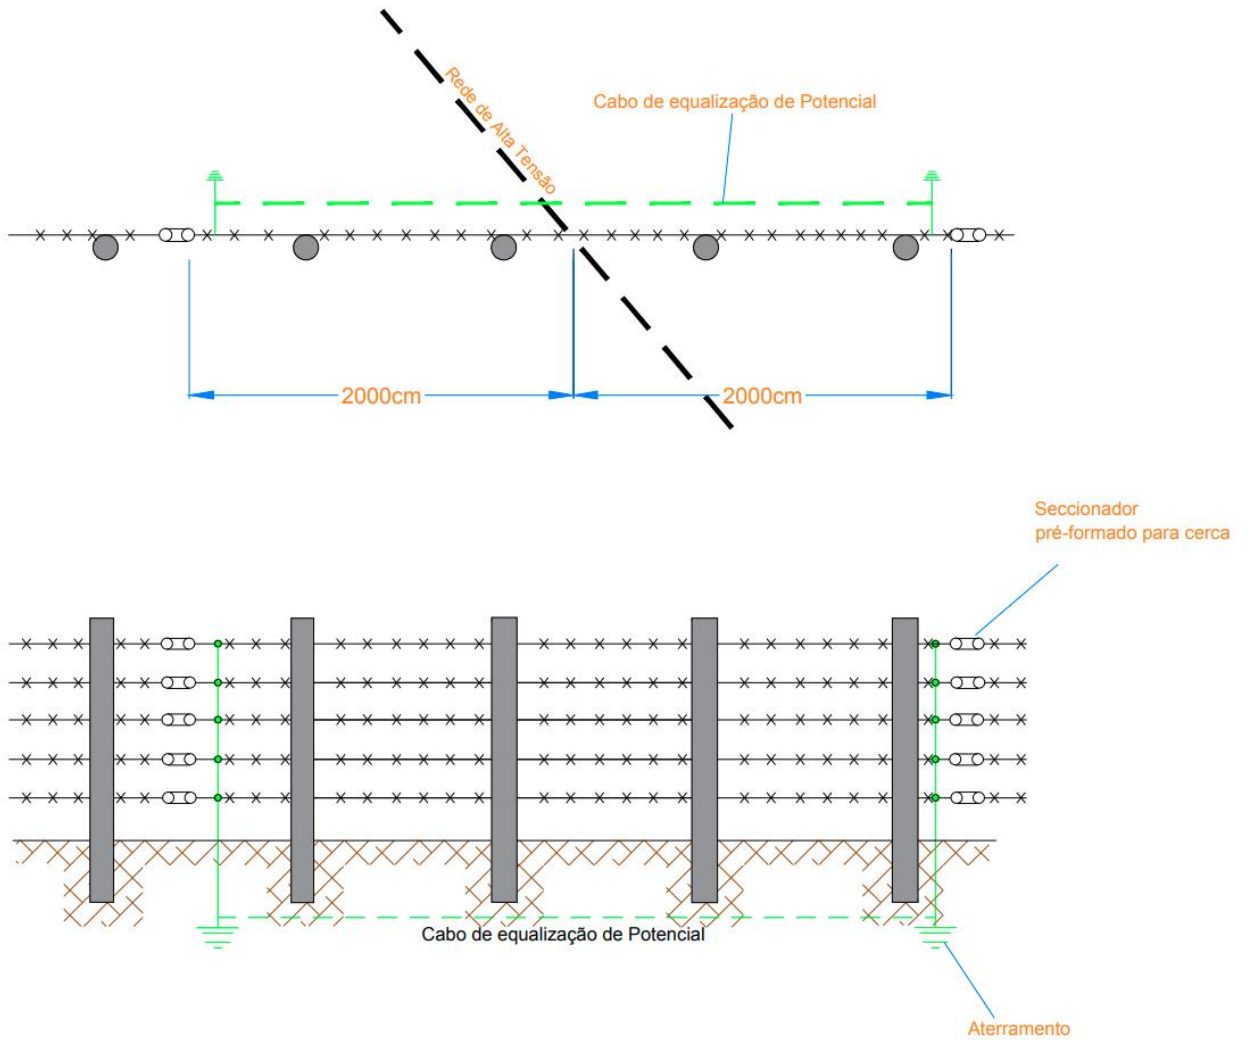 Rede de Alta Tensão
Cabo de equalização de Potencial
2000cm
2000cm
Seccionador
pré-formado para cerca
Cabo de equalização de Potencial
Aterramento